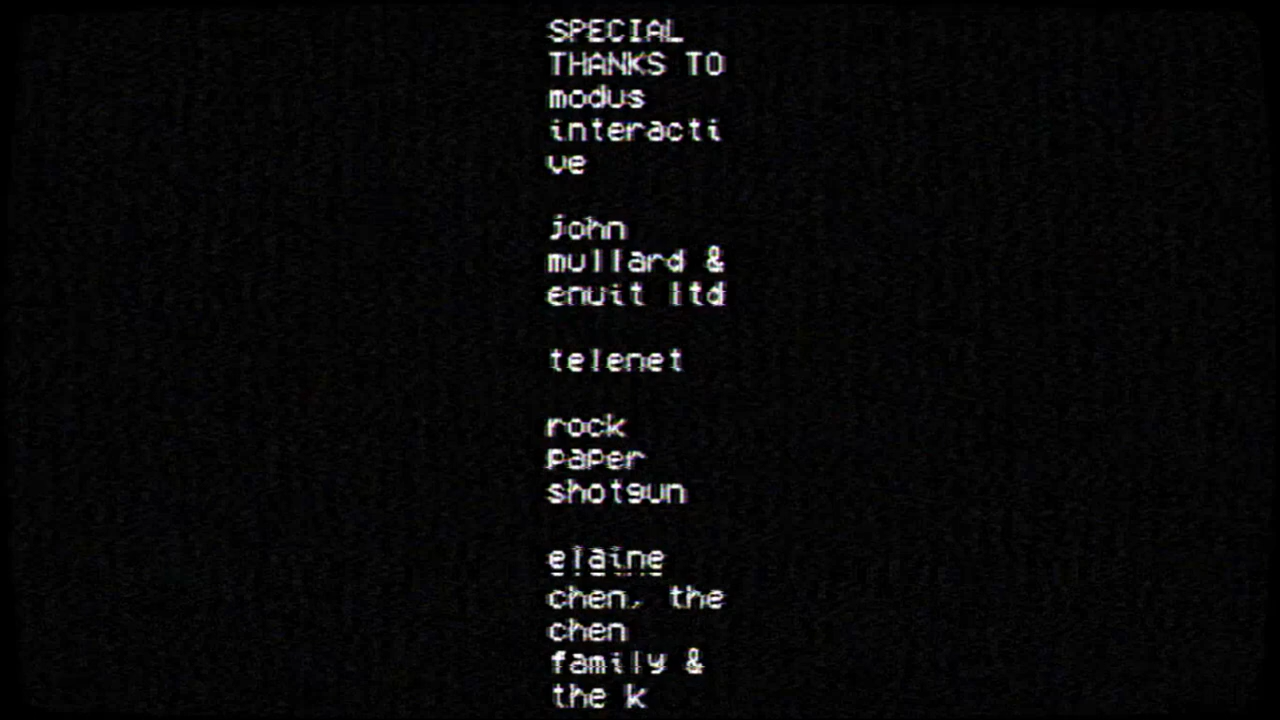 SPECIAL
THANKS TO
modus
interacti
ve
john
mullard &
enuit ltd
telenet
rock
paper
shotgun
elaine
chen, the
chen
family &
the k